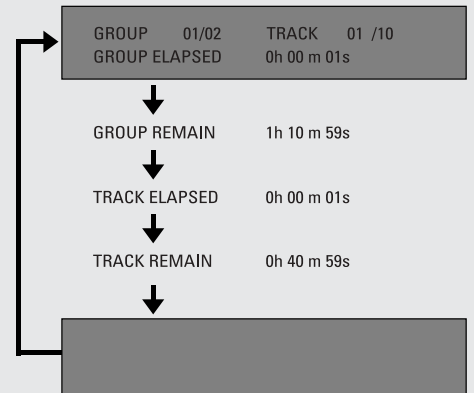 GROUP 01/02 TRACK 01 /10
GROUP ELAPSED 0h 00 m 01s
GROUP REMAIN 1h 10 m 59s
TRACK ELAPSED 0h 00 m 01s
TRACK REMAIN 0h 40 m 59s